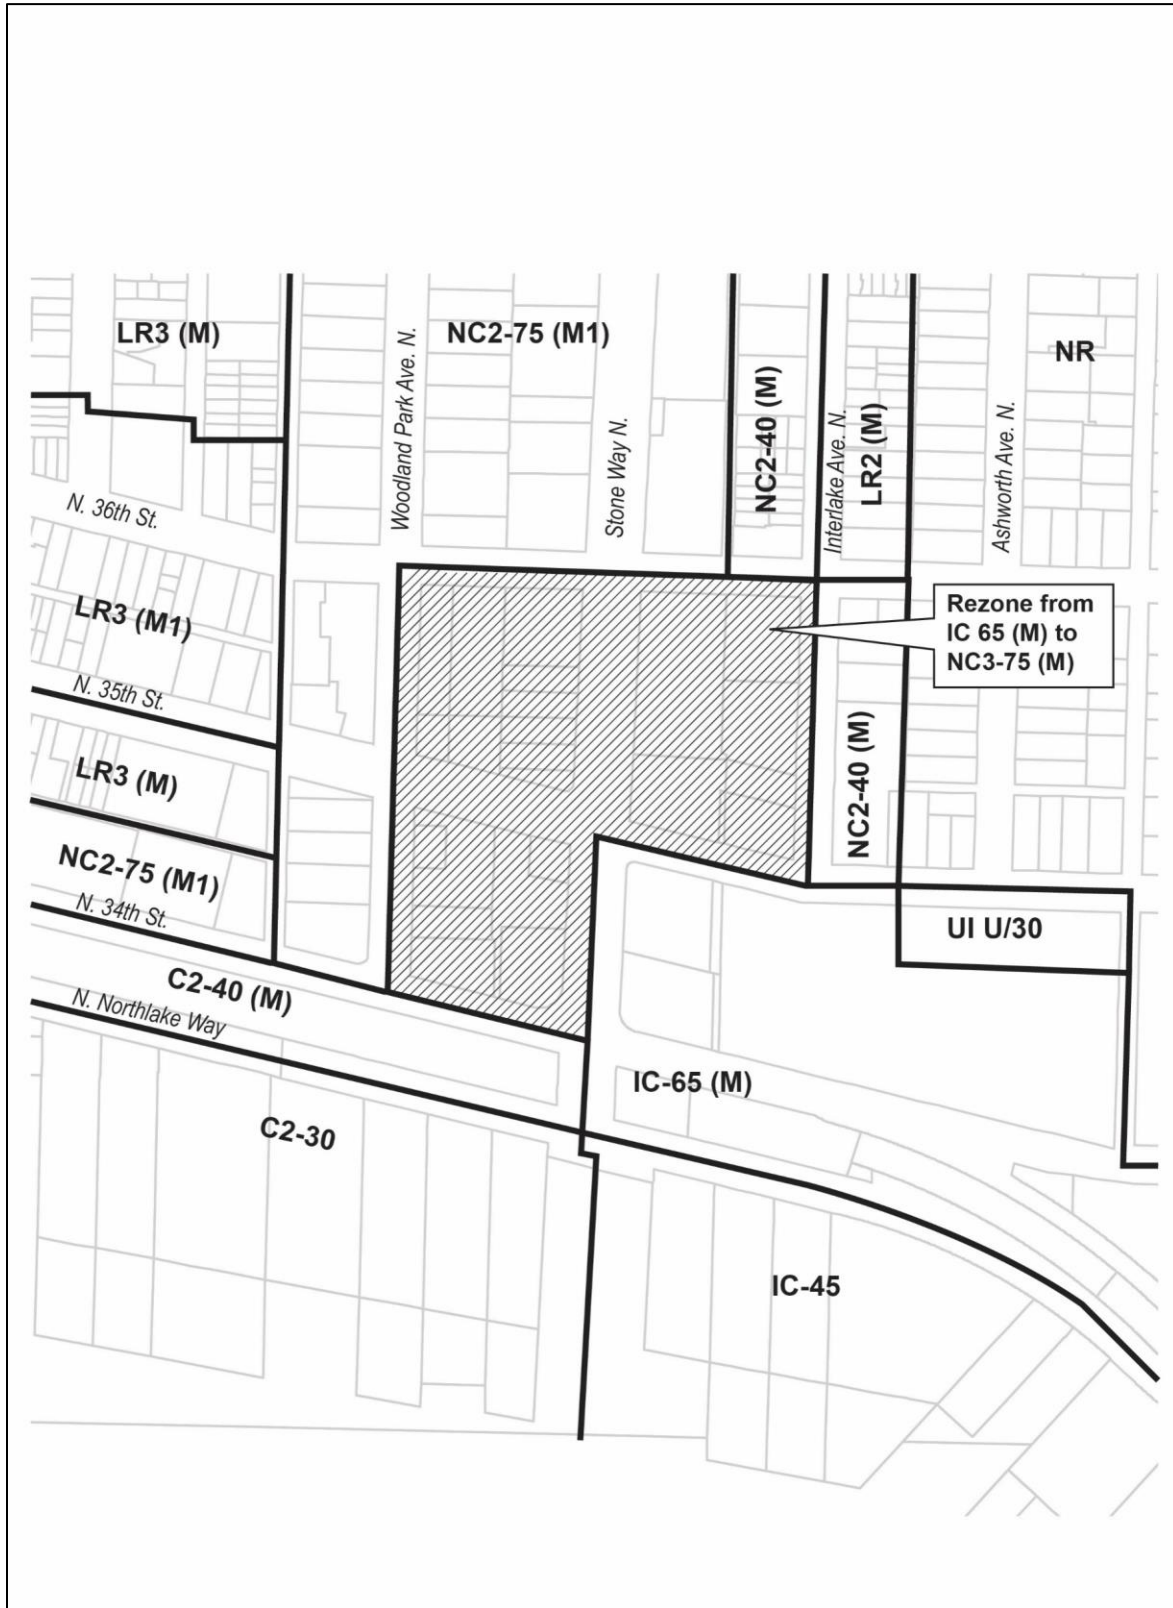 LR3 (M)
NC2-75 (M1)
NR
Woodland Park Ave. N.
Stone Way N.
NC2-40 (M)
Interlake Ave. N.
LR2 (M)
Ashworth Ave. N.
N. 36th St.
LR3 (M1)
Rezone from
IC 65 (M) to
NC3-75 (M)
N. 35th St.
LR3 (M)
NC2-40 (M)
NC2-75 (M1)
N. 34th St.
UI U/30
C2-40 (M)
N. Northlake Way
IC-65 (M)
C2-30
IC-45